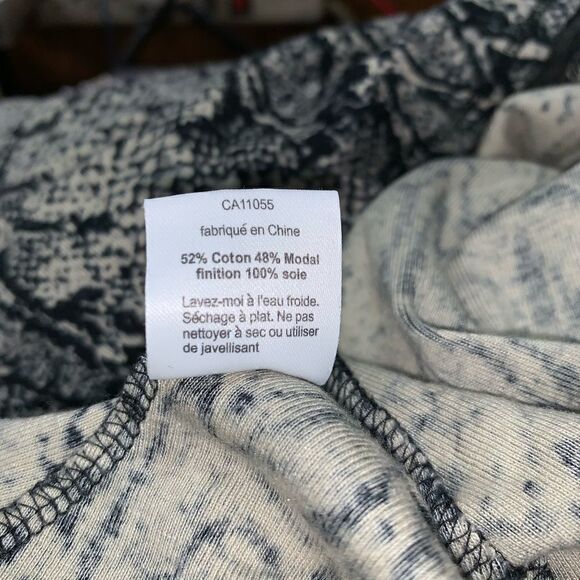 CA11055
fabriqué en Chine
52% Coton 48% Modal
finition 100% soie
Lavez-moi à l'eau froide.
Séchage à plat. Ne pas
nettoyer à sec ou utiliser
de javellisant